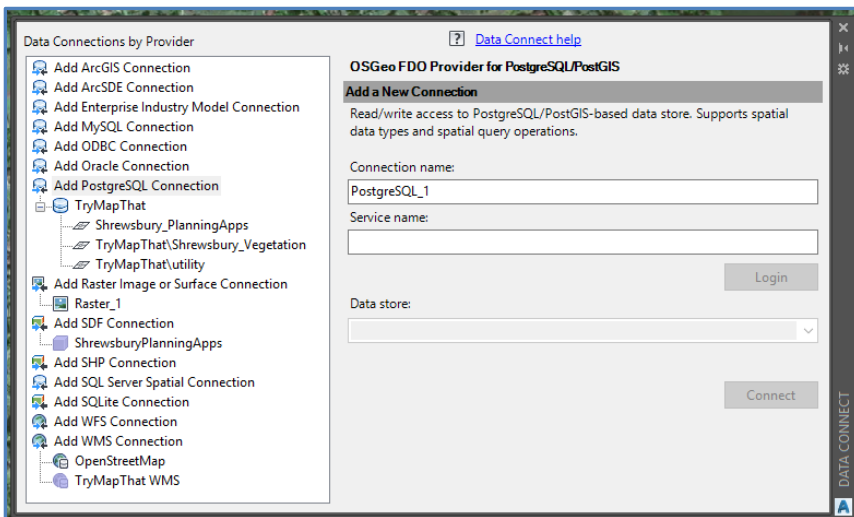 Data Connections by Provider
Add ArcGIS Connection
Add ArcSDE Connection
Add Enterprise Industry Model Connection
Add MySQL Connection
Add ODBC Connection
Add Oracle Connection
Add PostgreSQL Connection
TryMapThat
Shrewsbury_PlanningApps
TryMapThat\Shrewsbury_Vegetation
TryMapThat\utility
Add Raster Image or Surface Connection
Raster_1
Add SDF Connection
ShrewsburyPlanningApps
Add SHP Connection
Add SQL Server Spatial Connection
Add SQLite Connection
Add WFS Connection
Add WMS Connection
OpenStreetMap
TryMapThat WMS
? Data Connect help
OSGeo FDO Provider for PostgreSQL/PostGIS
Add a New Connection
Read/write access to PostgreSQL/PostGIS-based data store. Supports spatial
data types and spatial query operations.
Connection name:
PostgreSQL_1
Service name:
Login
Data store:
Connect
DATA CONNECT
A